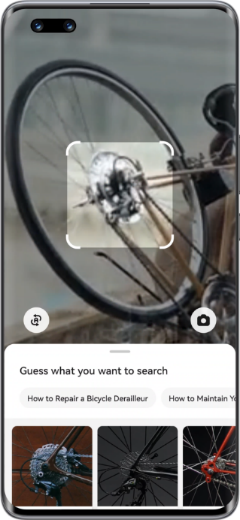 Guess what you want to search
How to Repair a Bicycle Derailleur
How to Maintain Yo